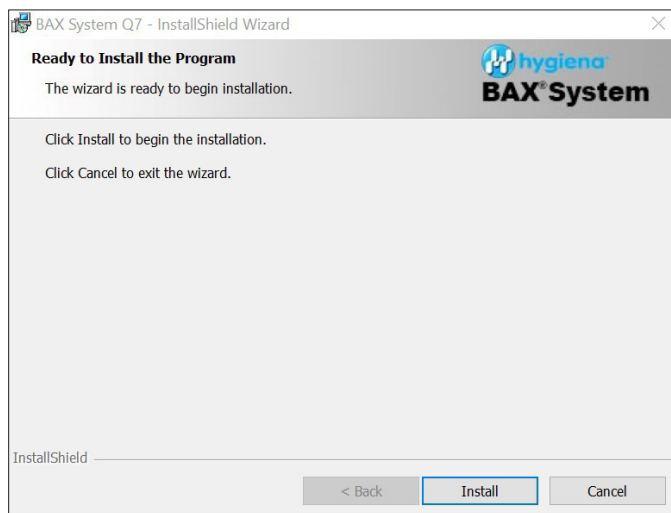 BAX System Q7 - InstallShield Wizard
Ready to Install the Program
The wizard is ready to begin installation.
hygiena
BAX® System
Click Install to begin the installation.
Click Cancel to exit the wizard.
InstallShield
< Back
Install
Cancel